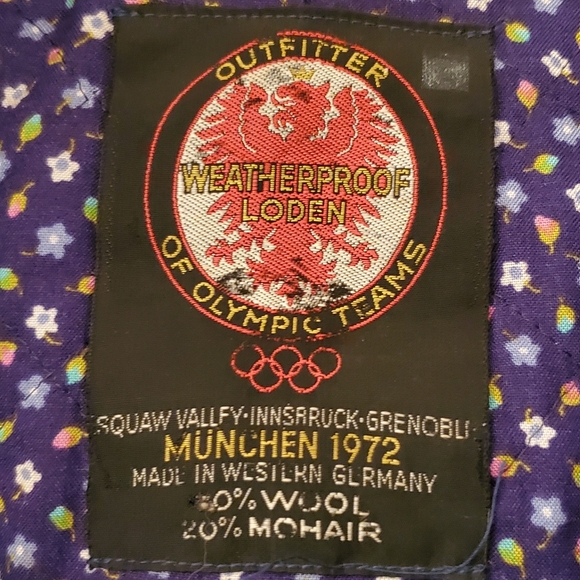 OUTFITTER
WEATHERPROOF
LODEN
OF OLYMPIC TEAMS
SQUAW VALLEY·INNSBRUCK·GRENOBLE
MÜNCHEN 1972
MADE IN WESTERN GERMANY
WOOL
20% MOHAIR